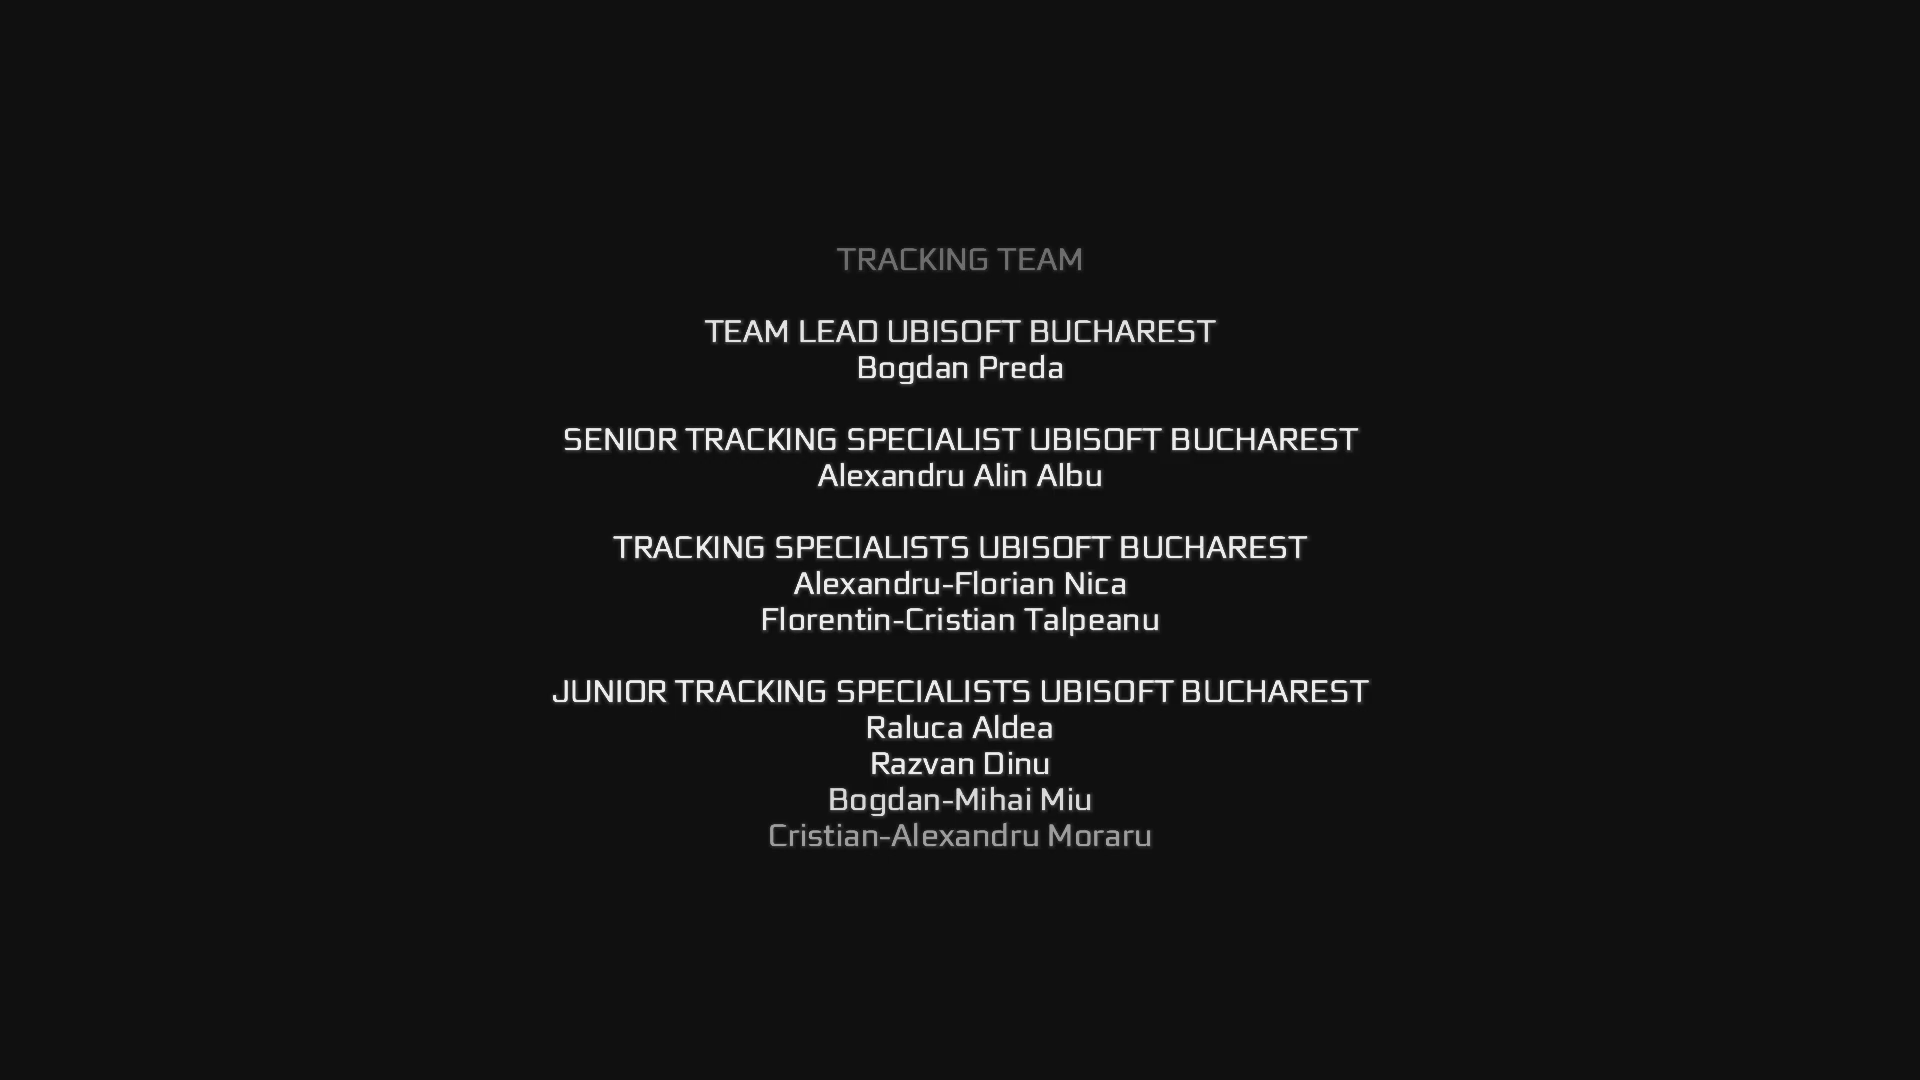 TRACKING TEAM
TEAM LEAD UBISOFT BUCHAREST
Bogdan Preda
SENIOR TRACKING SPECIALIST UBISOFT BUCHAREST
Alexandru Alin Albu
TRACKING SPECIALISTS UBISOFT BUCHAREST
Alexandru-Florian Nica
Florentin-Cristian Talpeanu
JUNIOR TRACKING SPECIALISTS UBISOFT BUCHAREST
Raluca Aldea
Razvan Dinu
Bogdan-Mihai Miu
Cristian-Alexandru Moraru